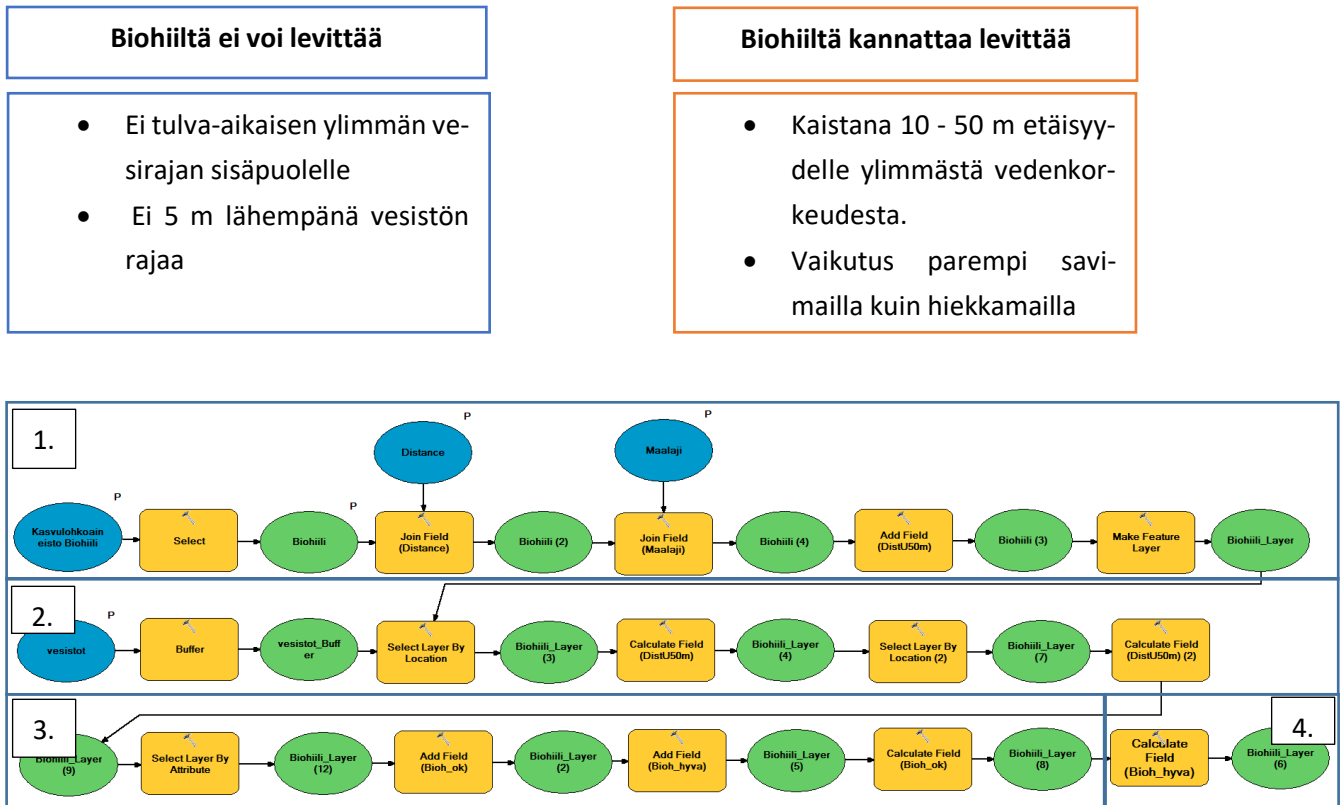 Biohiiltä ei voi levittää
Ei tulva-aikaisen ylimmän ve-
sirajan sisäpuolelle
Ei 5 m lähempänä vesistön
rajaa
Biohiiltä kannattaa levittää
Kaistana 10 - 50 m etäisyy-
delle ylimmästä vedenkor-
keudesta.
Vaikutus parempi savi-
mailla kuin hiekkamailla
1.
P
Distance
P
Maalaji
P
Kasvulohkoain
eisto Biohiili
Select
P
Biohiili
Join Field
(Distance)
Biohiili (2)
Join Field
(Maalaji)
Biohiili (4)
Add Field
(DistU50m)
Biohiili (3)
Make Feature
Layer
Biohiili_Layer
2.
P
vesistot
Buffer
vesistot_Buff
er
Select Layer By
Location
Biohiili_Layer
(3)
Calculate Field
(DistU50m)
Biohiili_Layer
(4)
Select Layer By
Location (2)
Biohiili_Layer
(7)
Calculate Field
(DistU50m) (2)
3.
Biohiili_Layer
(9)
Select Layer By
Attribute
Biohiili_Layer
(12)
Add Field
(Bioh_ok)
Biohiili_Layer
(2)
Add Field
(Bioh_hyva)
Biohiili_Layer
(5)
Calculate Field
(Bioh_ok)
Biohiili_Layer
(8)
4.
Calculate
Field
(Bioh_hyva)
Biohiili_Layer
(6)